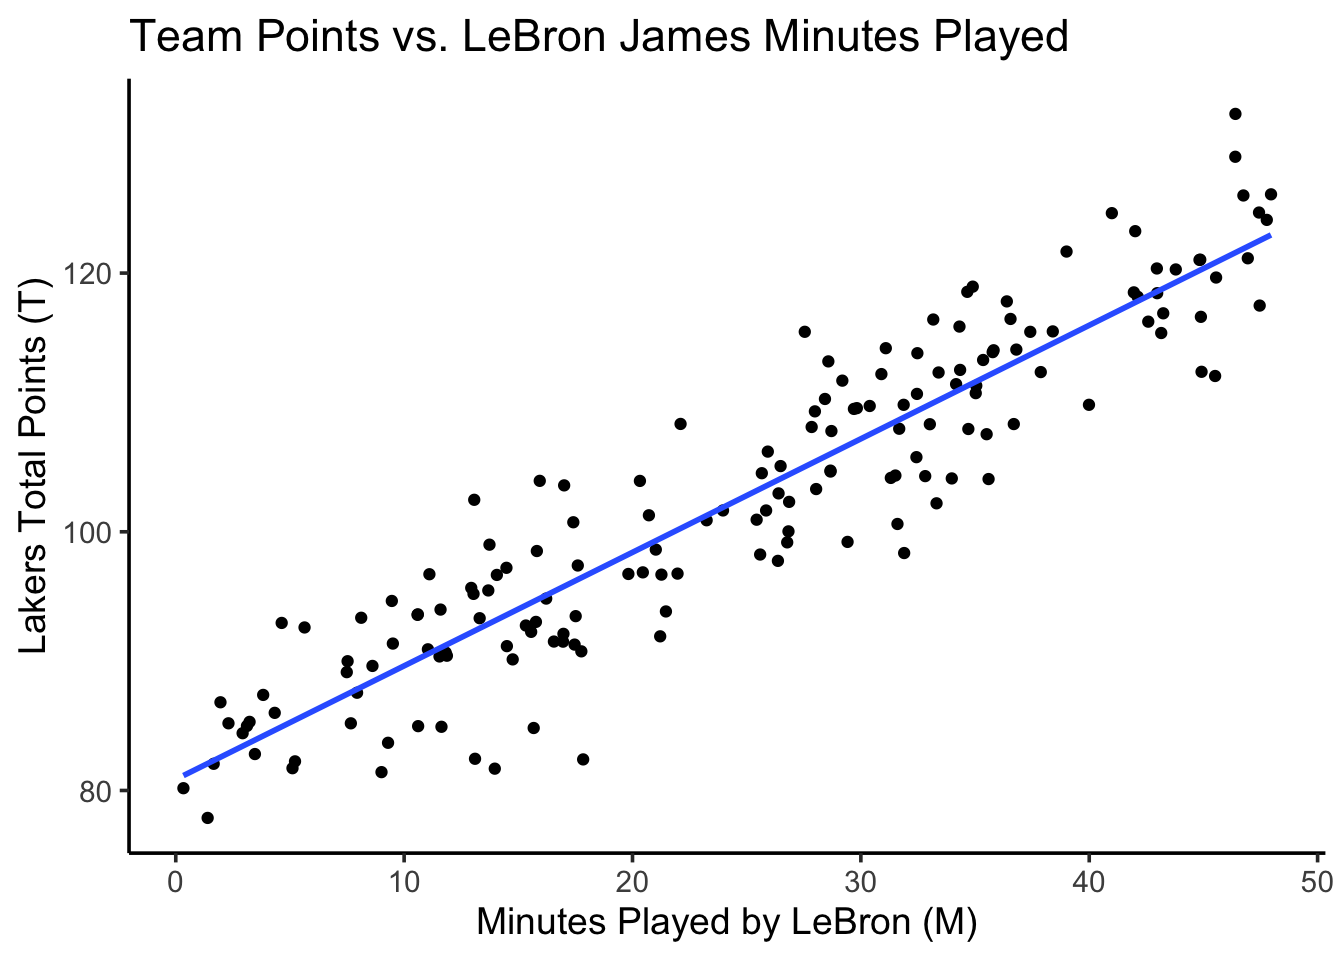 Team Points vs. LeBron James Minutes Played
Lakers Total Points (T)
120
100
80
0 10 20 30 40 50
Minutes Played by LeBron (M)